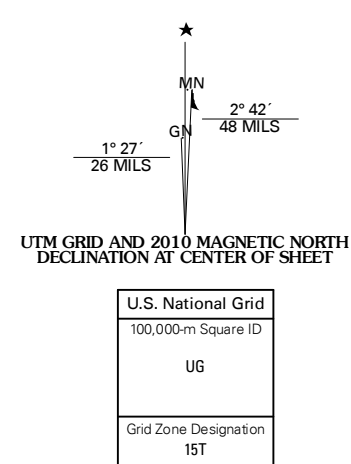 MN
GN
2° 42´
48 MILS
1° 27´
26 MILS
UTM GRID AND 2010 MAGNETIC NORTH
DECLINATION AT CENTER OF SHEET
U.S. National Grid
100,000-m Square ID
UG
Grid Zone Designation
15T